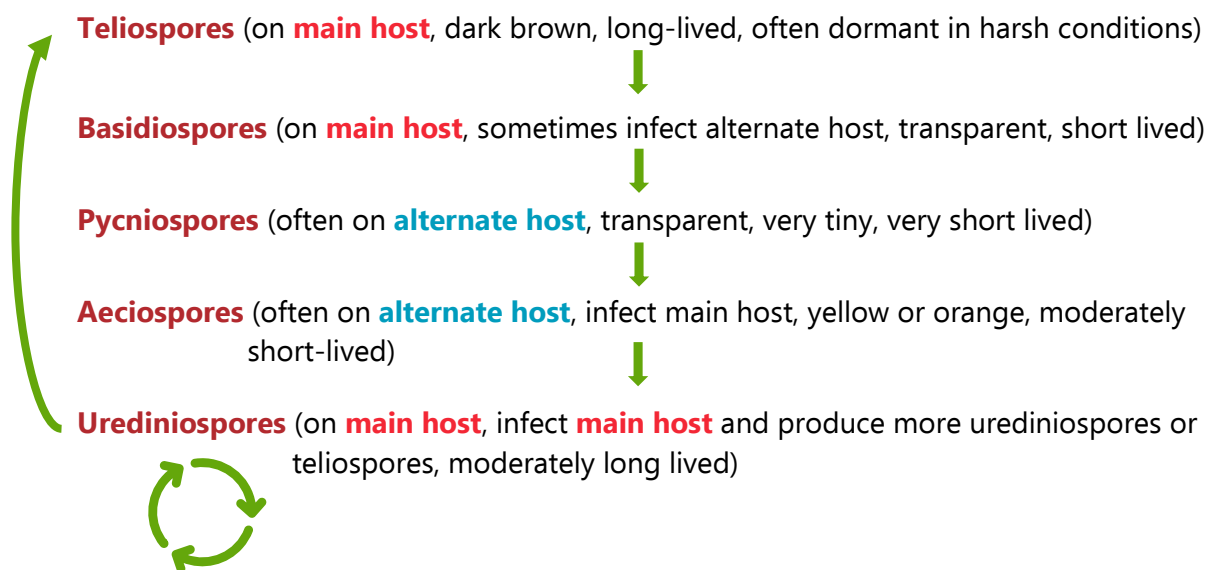 Teliospores (on main host, dark brown, long-lived, often dormant in harsh conditions)
Basidiospores (on main host, sometimes infect alternate host, transparent, short lived)
Pycniospores (often on alternate host, transparent, very tiny, very short lived)
Aeciospores (often on alternate host, infect main host, yellow or orange, moderately
short-lived)
Urediniospores (on main host, infect main host and produce more urediniospores or
teliospores, moderately long lived)